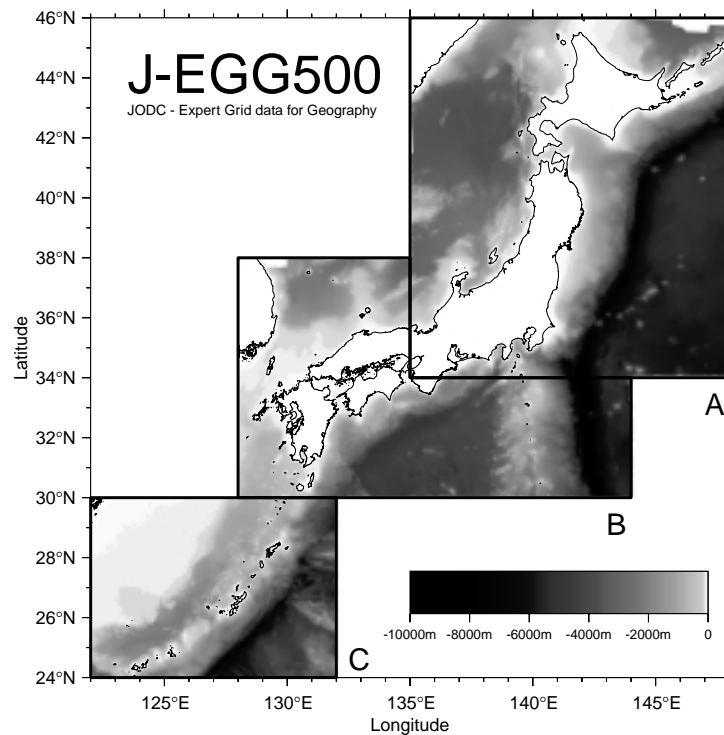 46°N
44°N
42°N
40°N
38°N
36°N
34°N
32°N
30°N
28°N
26°N
24°N
Latitude
J-EGG500
JODC - Expert Grid data for Geography
A
B
C
-10000m -8000m -6000m -4000m -2000m 0
125°E 130°E 135°E 140°E 145°E
Longitude